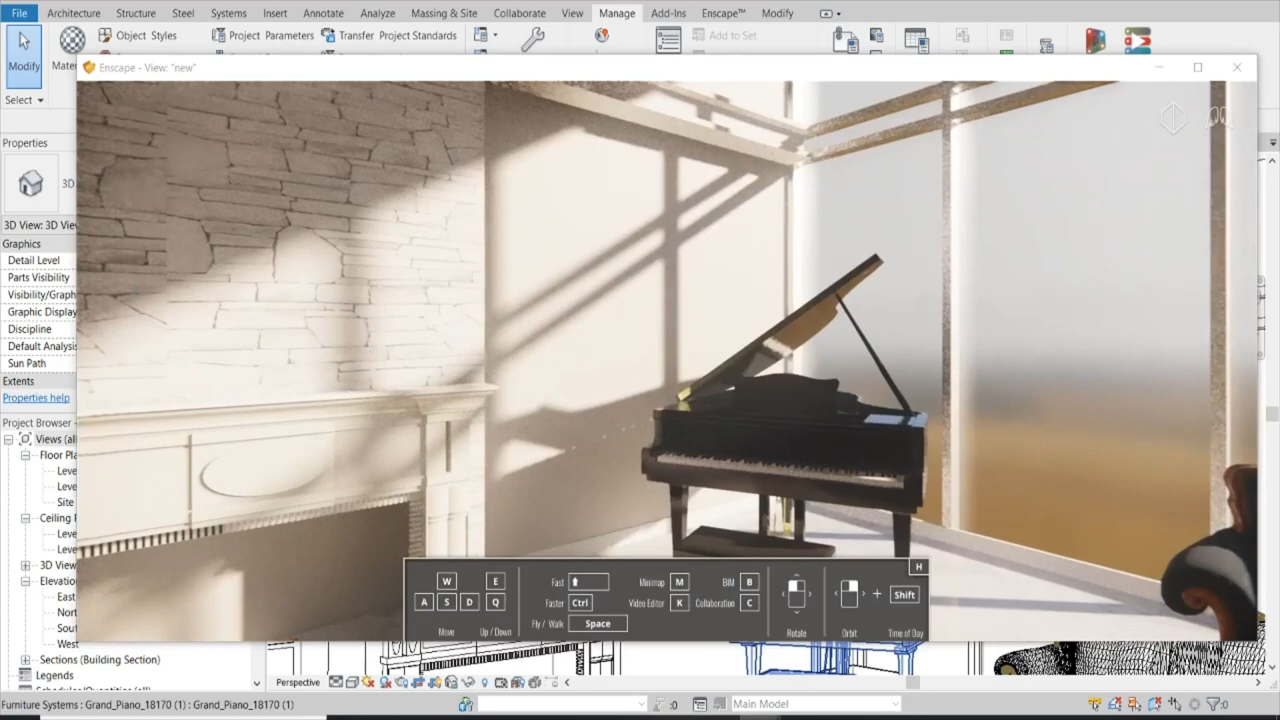 File Architecture Structure Steel Systems Insert Annotate Analyze Massing & Site Collaborate View Manage Add-Ins Enscape™ Modify
Object Styles Project Parameters Transfer Project Standards Add to Set
Modify Mate
Select
Enscape - View: "new"
Properties
3D
3D View: 3D Vie
Graphics
Detail Level
Parts Visibility
Visibility/Graph
Graphic Display
Discipline
Default Analysis
Sun Path
Extents
Properties help
Project Browser -
Views (all
Floor Pla
Leve
Leve
Site
Ceiling P
Leve
Leve
3D View
Elevation
East
Nort
Sout
West
Sections (Building Section)
Legends
H
W E Fast Minimap M BIM B
A S D Q Faster Ctrl Video Editor K Collaboration C + Shift
Fly / Walk Space
Move Up / Down Rotate Orbit Time of Day
Perspective
Furniture Systems : Grand_Piano_18170 (1) : Grand_Piano_18170 (1) :0 Main Model :0